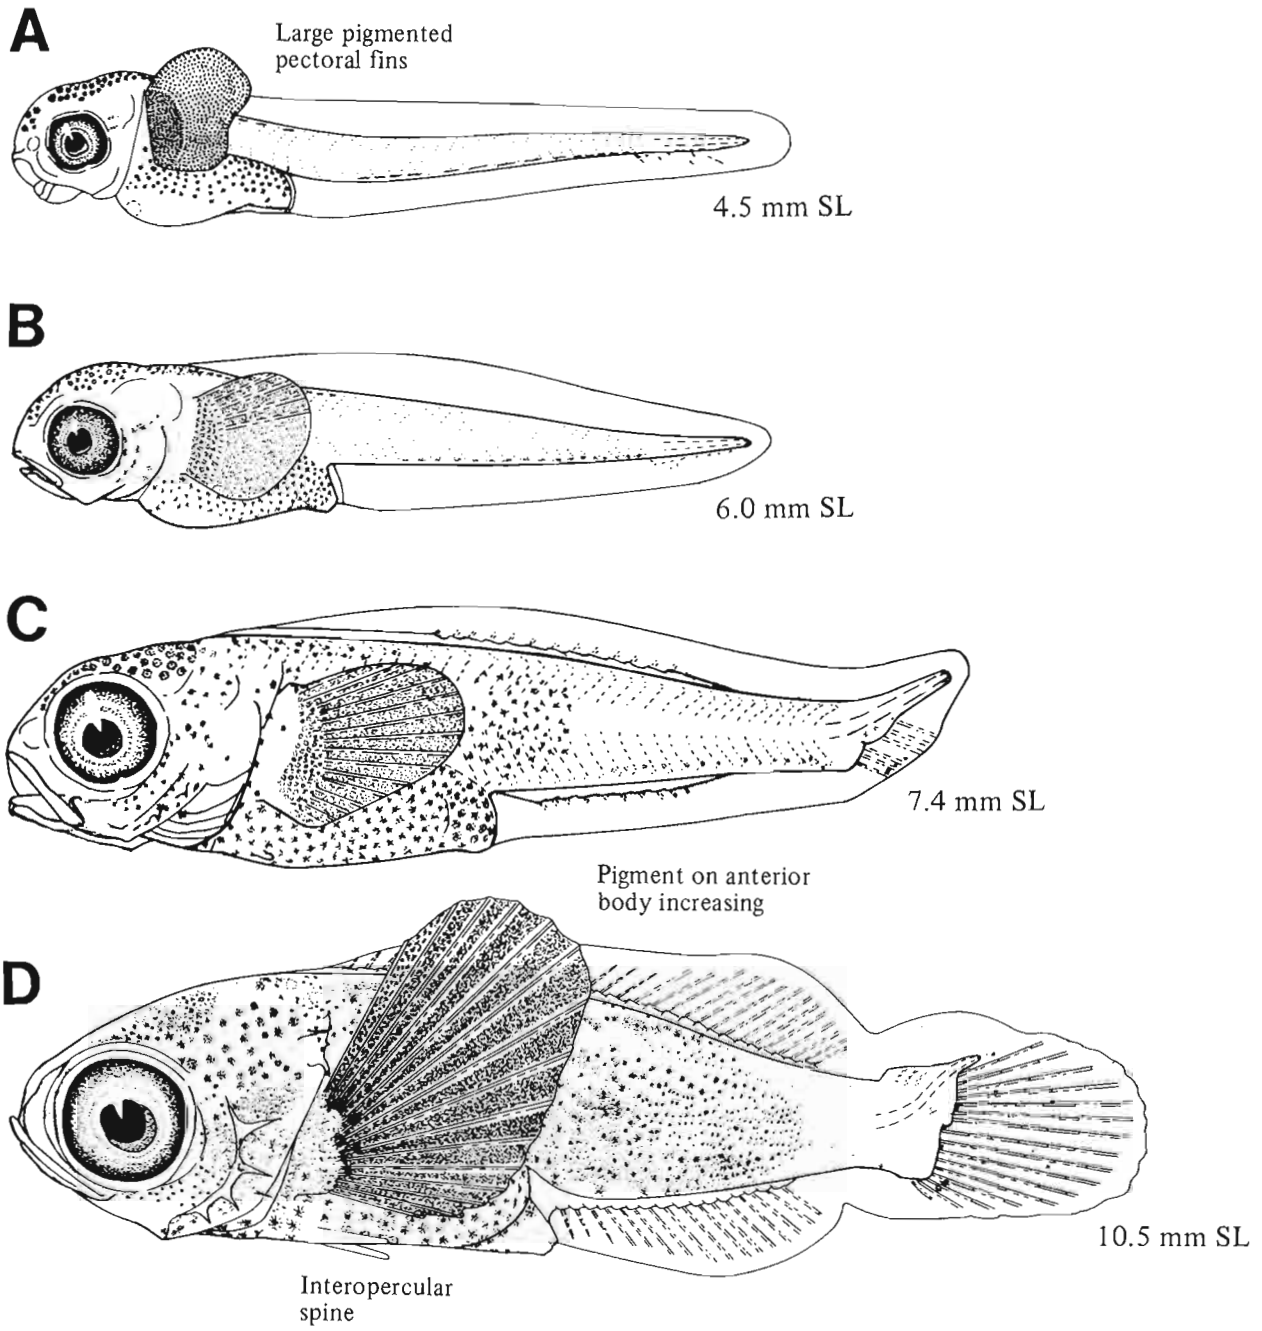 A
Large pigmented
pectoral fins
4.5 mm SL
B
6.0 mm SL
C
7.4 mm SL
Pigment on anterior
body increasing
D
10.5 mm SL
Interopercular
spine